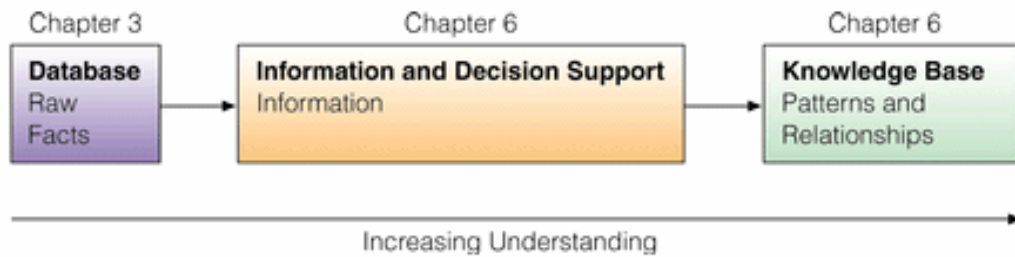 Chapter 3
Chapter 6
Chapter 6
Database
Raw
Facts
Information and Decision Support
Information
Knowledge Base
Patterns and
Relationships
Increasing Understanding